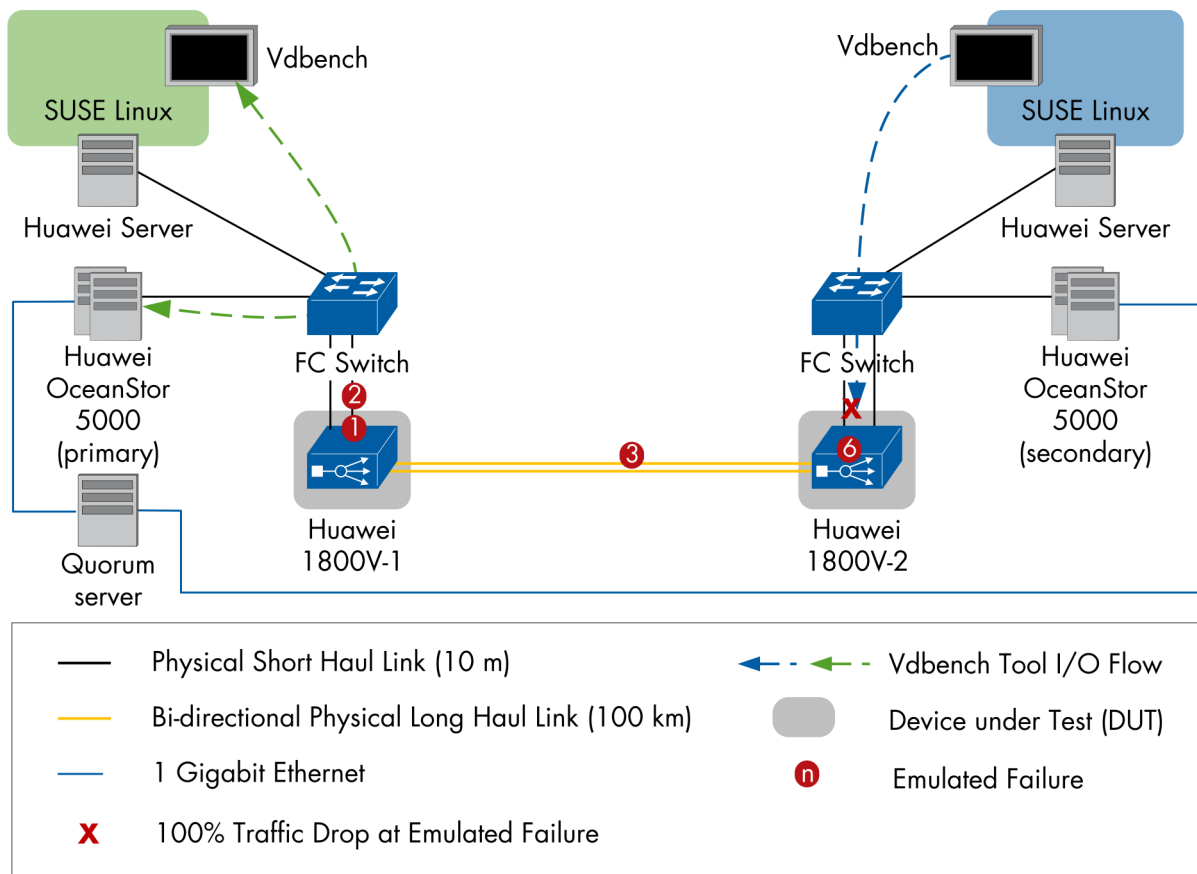 Vdbench
SUSE Linux
Huawei Server
Vdbench
SUSE Linux
Huawei Server
Huawei
OceanStor
5000
(primary)
FC Switch
2
1
3
FC Switch
x
6
Huawei
OceanStor
5000
(secondary)
Huawei
1800V-1
Huawei
1800V-2
Quorum
server
Physical Short Haul Link (10 m)
Bi-directional Physical Long Haul Link (100 km)
1 Gigabit Ethernet
x 100% Traffic Drop at Emulated Failure
Vdbench Tool I/O Flow
Device under Test (DUT)
n Emulated Failure